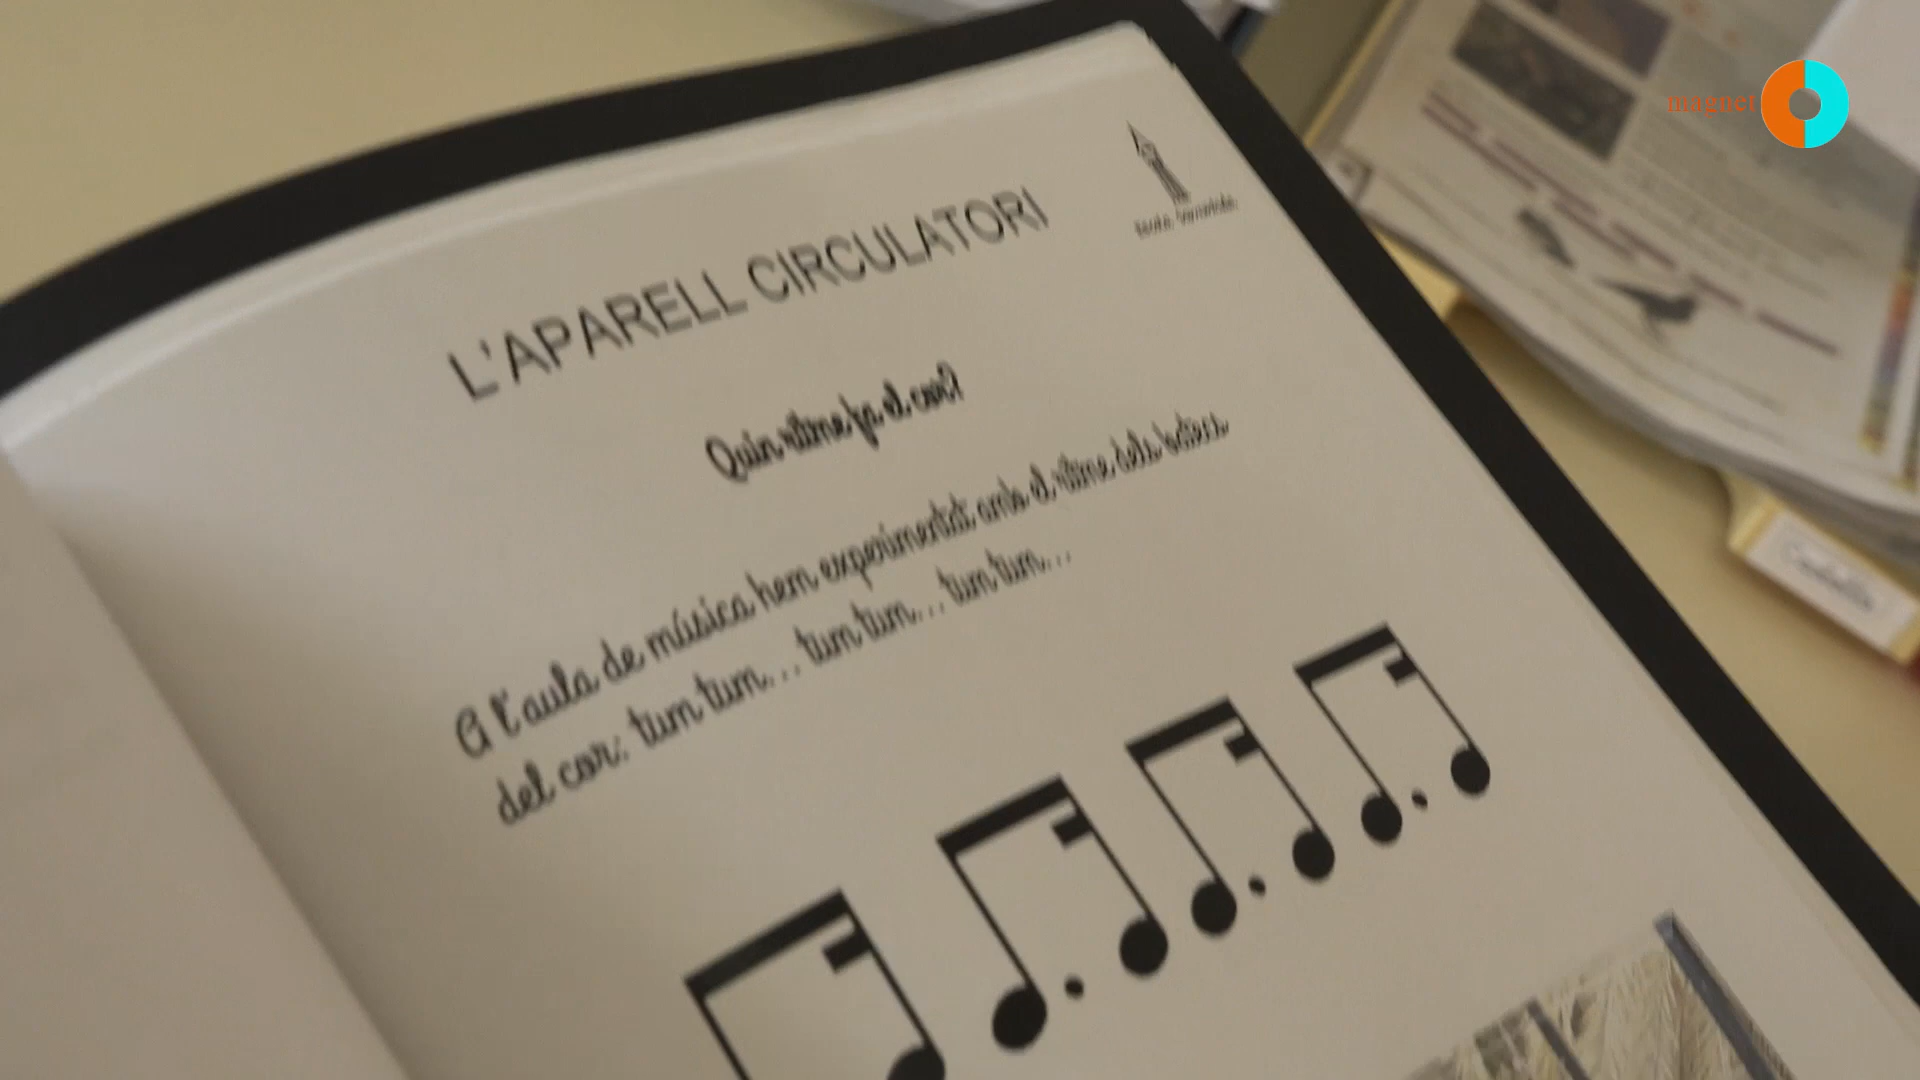 magnet
L'APARELL CIRCULATORI
Quin ritme fa el cor?
A l'aula de música hem experimentat amb el ritme dels batecs
del cor: tum tum... tum tum... tum tum...